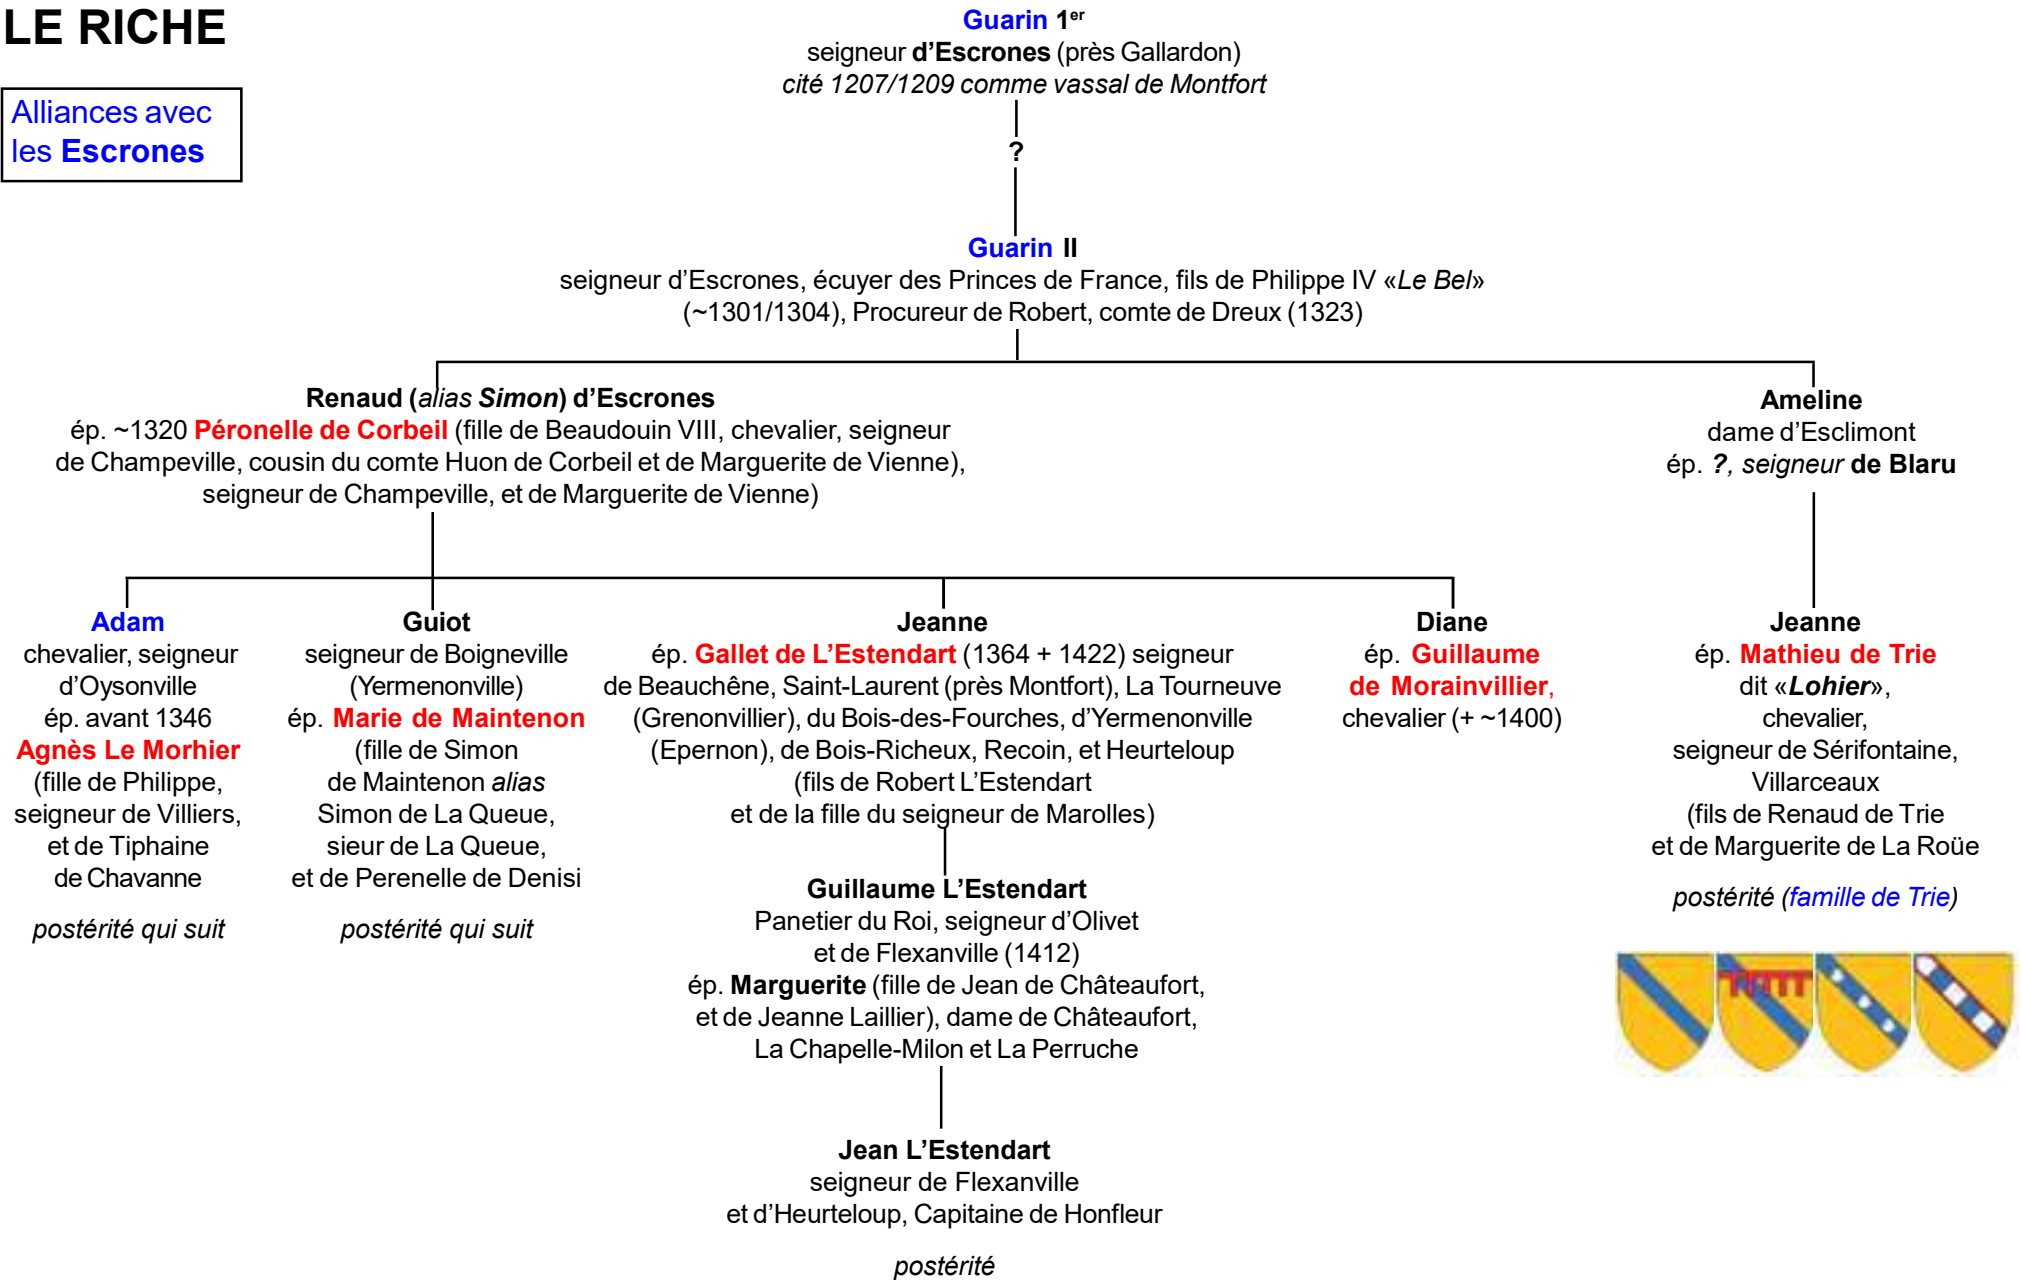 LE RICHE
Alliances avec
les Escrones
Guarin 1er
seigneur d’Escrones (près Gallardon)
cité 1207/1209 comme vassal de Montfort
?
Guarin II
seigneur d’Escrones, écuyer des Princes de France, fils de Philippe IV «Le Bel»
(~1301/1304), Procureur de Robert, comte de Dreux (1323)
Renaud (alias Simon) d’Escrones
ép. ~1320 Péronelle de Corbeil (fille de Beaudouin VIII, chevalier, seigneur
de Champeville, cousin du comte Huon de Corbeil et de Marguerite de Vienne),
seigneur de Champeville, et de Marguerite de Vienne)
Ameline
dame d’Esclimont
ép. ?, seigneur de Blaru
Adam
chevalier, seigneur
d’Oysonville
ép. avant 1346
Agnès Le Morhier
(fille de Philippe,
seigneur de Villiers,
et de Tiphaine
de Chavanne
postérité qui suit
Guiot
seigneur de Boigneville
(Yermenonville)
ép. Marie de Maintenon
(fille de Simon
de Maintenon alias
Simon de La Queue,
sieur de La Queue,
et de Perenelle de Denisi
postérité qui suit
Jeanne
ép. Gallet de L’Estendart (1364 + 1422) seigneur
de Beauchêne, Saint-Laurent (près Montfort), La Tourneuve
(Grenonvillier), du Bois-des-Fourches, d’Yermenonville
(Epernon), de Bois-Richeux, Recoin, et Heurteloup
(fils de Robert L’Estendart
et de la fille du seigneur de Marolles)
Guillaume L’Estendart
Panetier du Roi, seigneur d’Olivet
et de Flexanville (1412)
ép. Marguerite (fille de Jean de Châteaufort,
et de Jeanne Laillier), dame de Châteaufort,
La Chapelle-Milon et La Perruche
Jean L’Estendart
seigneur de Flexanville
et d’Heurteloup, Capitaine de Honfleur
postérité
Diane
ép. Guillaume
de Morainvillier,
chevalier (+ ~1400)
Jeanne
ép. Mathieu de Trie
dit «Lohier»,
chevalier,
seigneur de Sérifontaine,
Villarceaux
(fils de Renaud de Trie
et de Marguerite de La Roüe
postérité (famille de Trie)